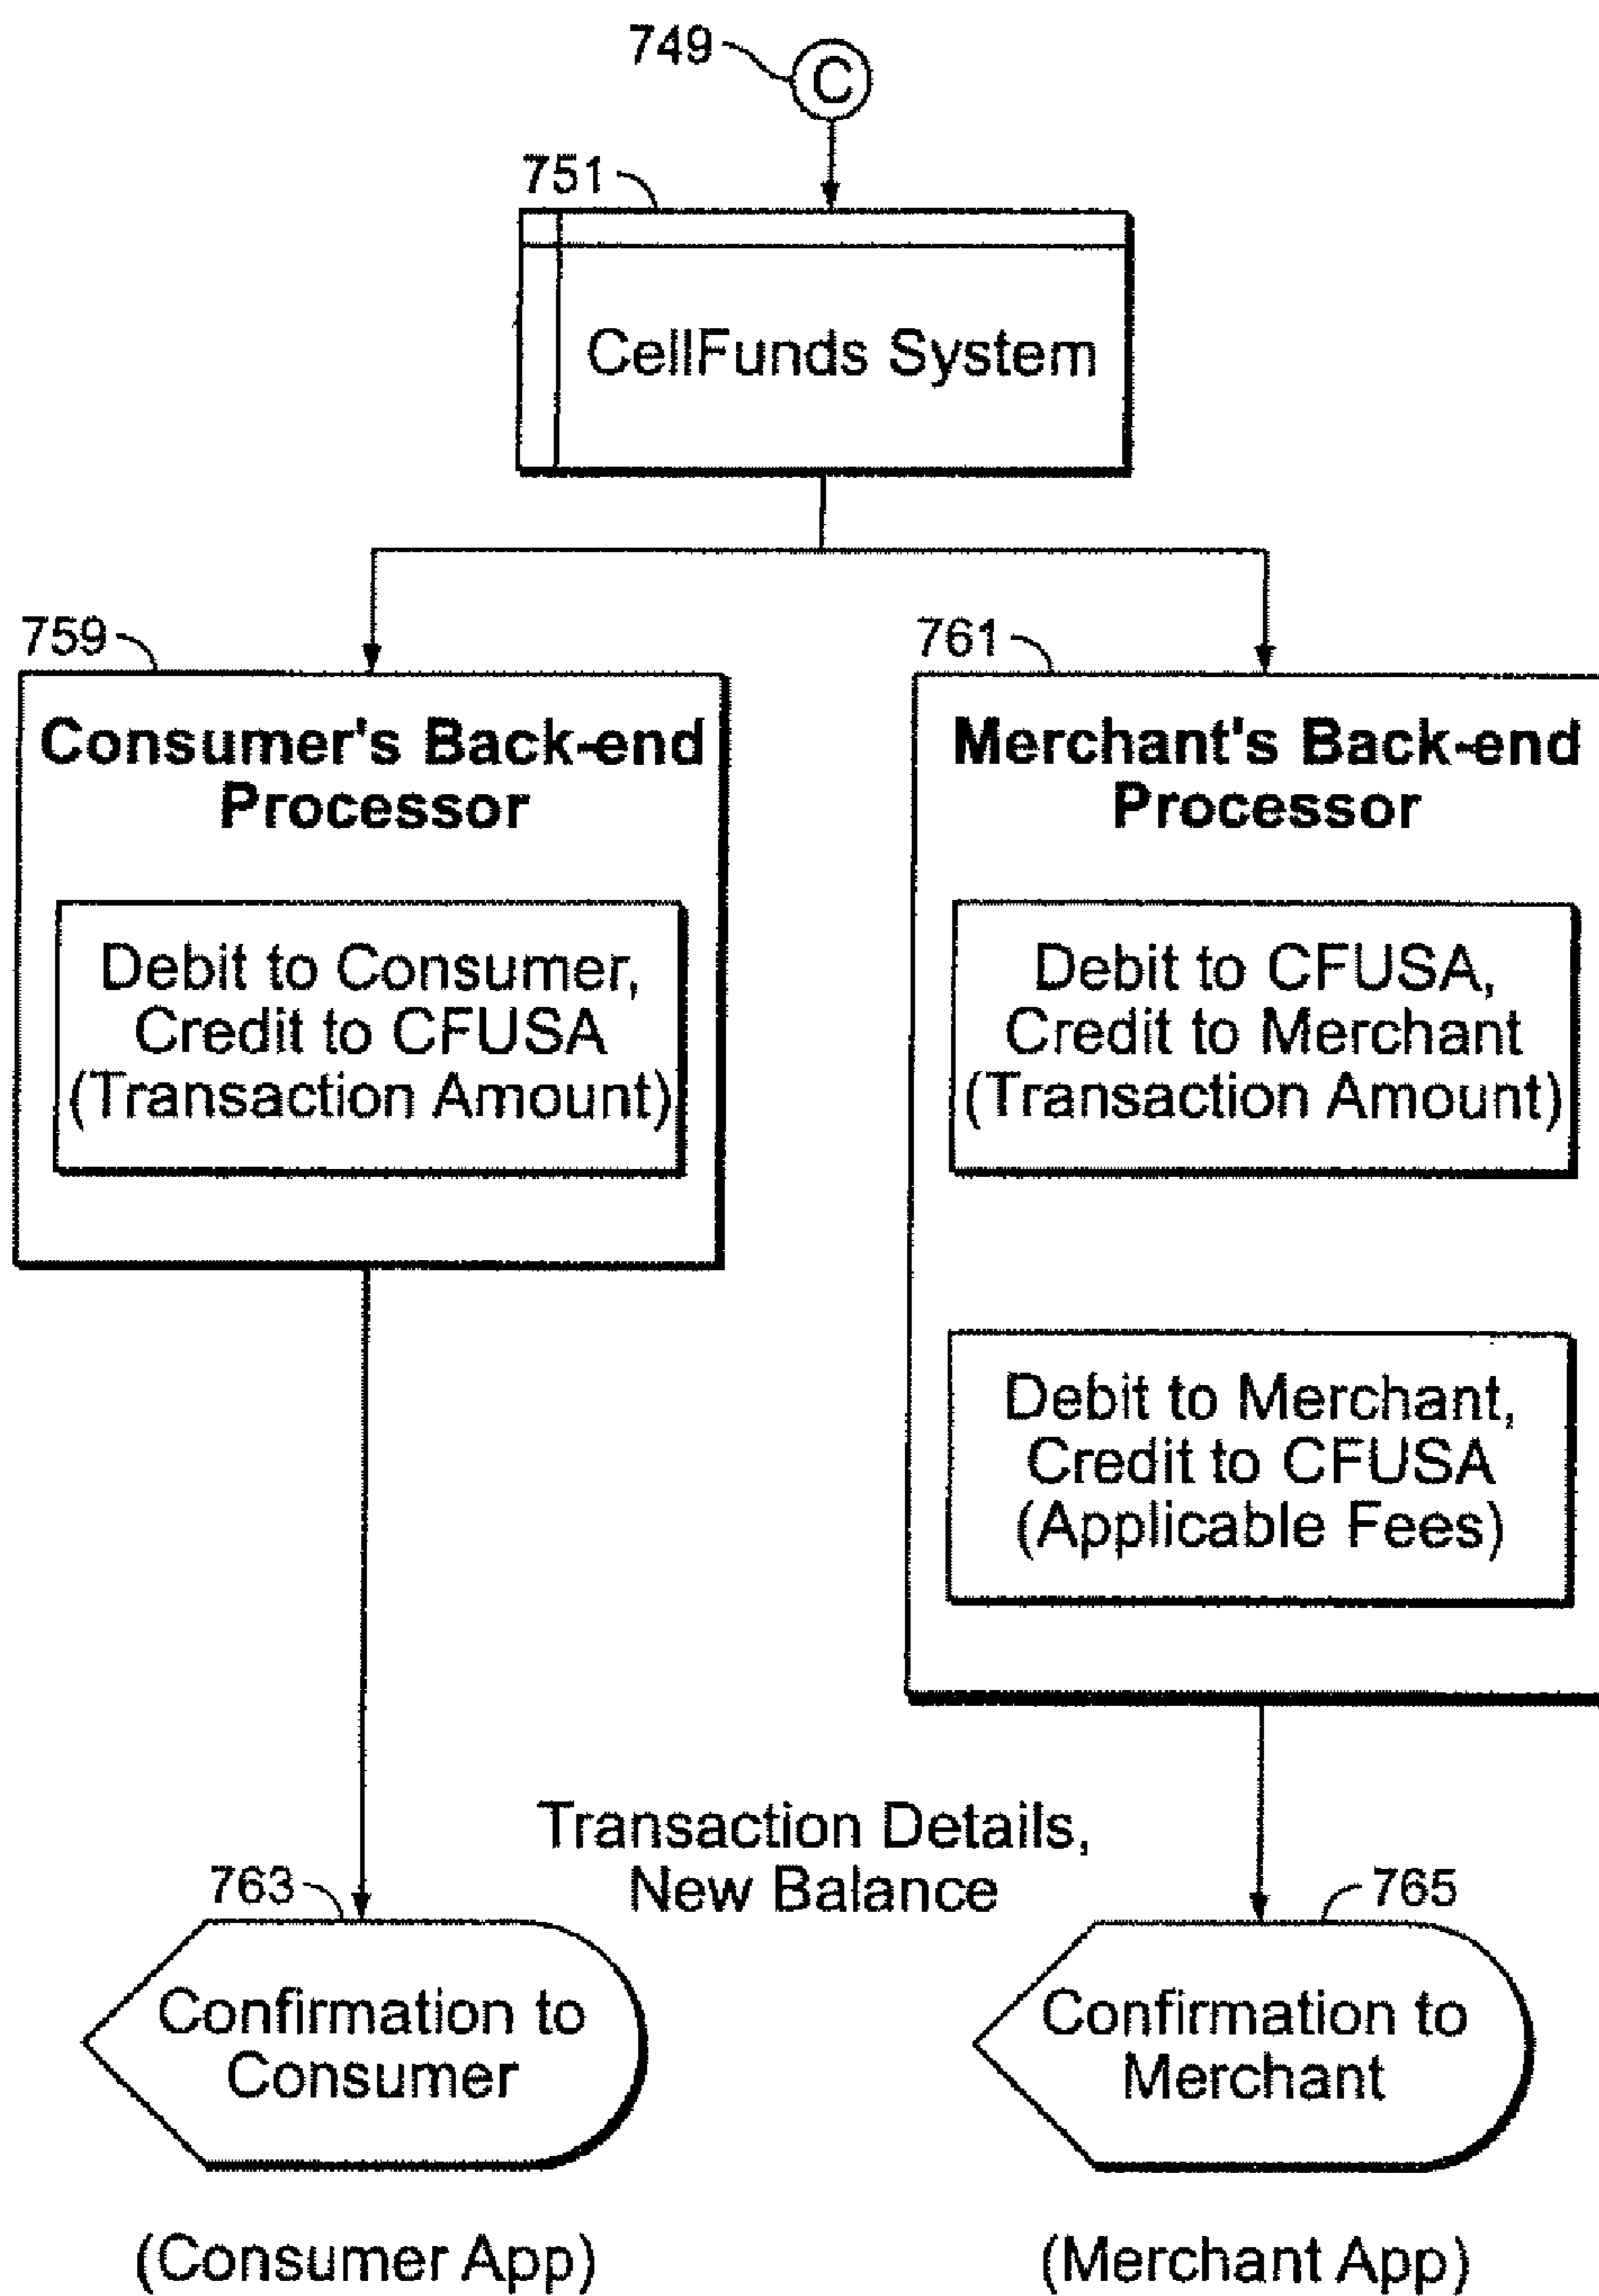 749
C
751
CellFunds System
759
Consumer's Back-end
Processor
Debit to Consumer,
Credit to CFUSA
(Transaction Amount)
761
Merchant's Back-end
Processor
Debit to CFUSA,
Credit to Merchant
(Transaction Amount)
Debit to Merchant,
Credit to CFUSA
(Applicable Fees)
Transaction Details,
New Balance
763
Confirmation to
Consumer
(Consumer App)
765
Confirmation to
Merchant
(Merchant App)